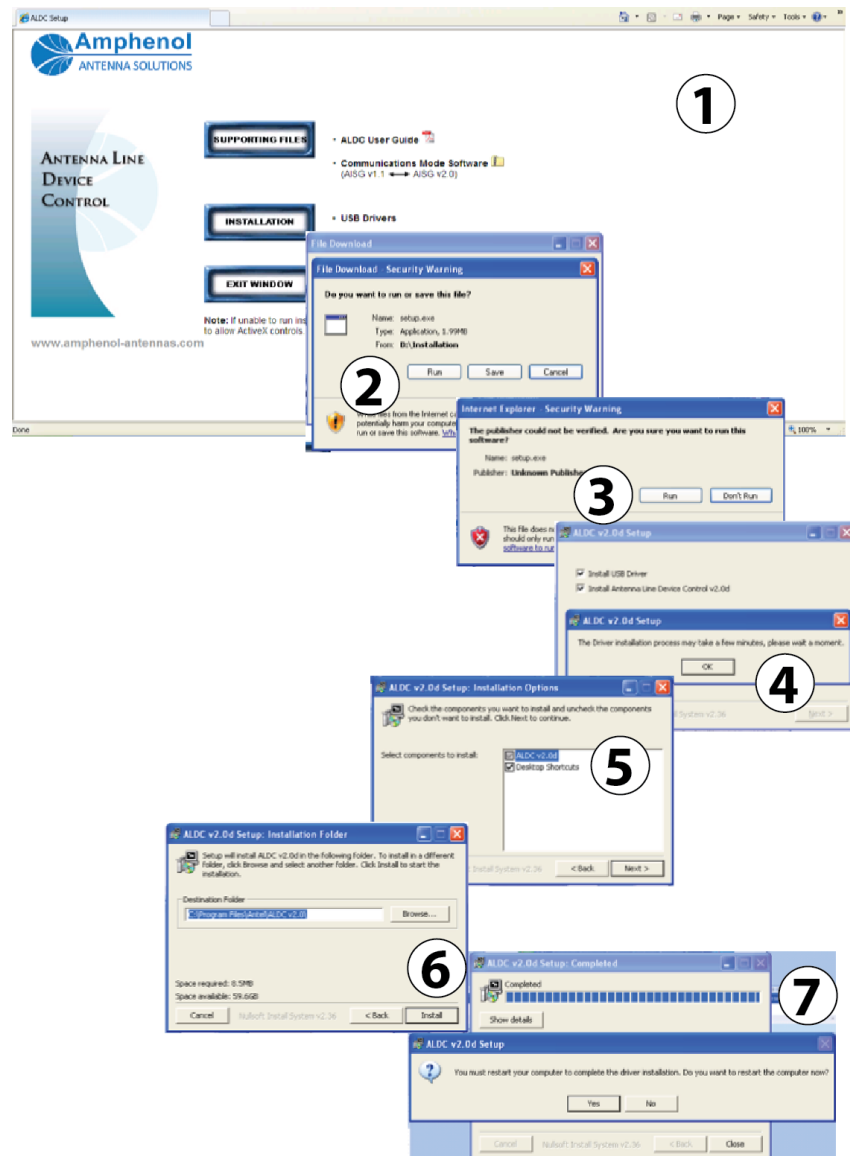 ALDC Setup
Page
Safety
Tools
Amphenol
ANTENNA SOLUTIONS
1
SUPPORTING FILES
• ALDC User Guide
• Communications Mode Software
(AISG v1.1 ⟷ AISG v2.0)
ANTENNA LINE
DEVICE
CONTROL
INSTALLATION
• USB Drivers
EXIT WINDOW
Note: If unable to run
to allow ActiveX controls
www.amphenol-antennas.com
Done
100%
File Download
File Download - Security Warning
Do you want to run or save this file?
Name: setup.exe
Type: Application, 1.99MB
From: D:\Installation
Run Save Cancel
2
files from the Internet
potentially harm your computer
run or save this software.
Internet Explorer - Security Warning
The publisher could not be verified. Are you sure you want to run this
software?
Name: setup.exe
Publisher: Unknown Publisher
3
Run Don't Run
This file does
should only run
software to
ALDC v2.0d Setup
Install USB Driver
Install Antenna Line Device Control v2.0d
ALDC v2.0d Setup
The Driver installation process may take a few minutes, please wait a moment.
OK
4
System v2.36 Next >
ALDC v2.0d Setup: Installation Options
Check the components you want to install and uncheck the components
you don't want to install. Click Next to continue.
Select components to install:
ALDC v2.0d
Desktop Shortcuts
5
Install System v2.36 < Back Next >
ALDC v2.0d Setup: Installation Folder
Setup will install ALDC v2.0d in the following folder. To install in a different
folder, click Browse and select another folder. Click Install to start the
installation.
Destination Folder
C:\Program Files\Antel\ALDC v2.0\
Browse...
6
Space required: 8.5MB
Space available: 59.6GB
Cancel Nullsoft Install System v2.36 < Back Install
ALDC v2.0d Setup: Completed
Completed
7
Show details
ALDC v2.0d Setup
You must restart your computer to complete the driver installation. Do you want to restart the computer now?
Yes No
Cancel Nullsoft Install System v2.36 < Back Close